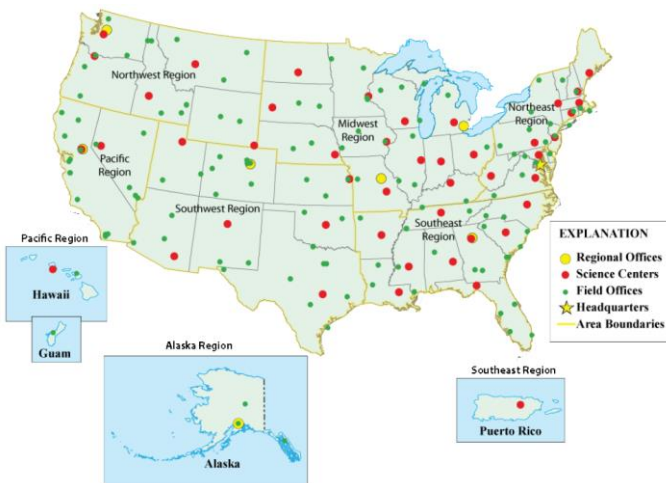 Northwest Region
Midwest
Region
Northeast
Region
Pacific
Region
Southwest Region
Southeast
Region
EXPLANATION
Regional Offices
Science Centers
Field Offices
Headquarters
Area Boundaries
Pacific Region
Hawaii
Guam
Alaska Region
Alaska
Southeast Region
Puerto Rico